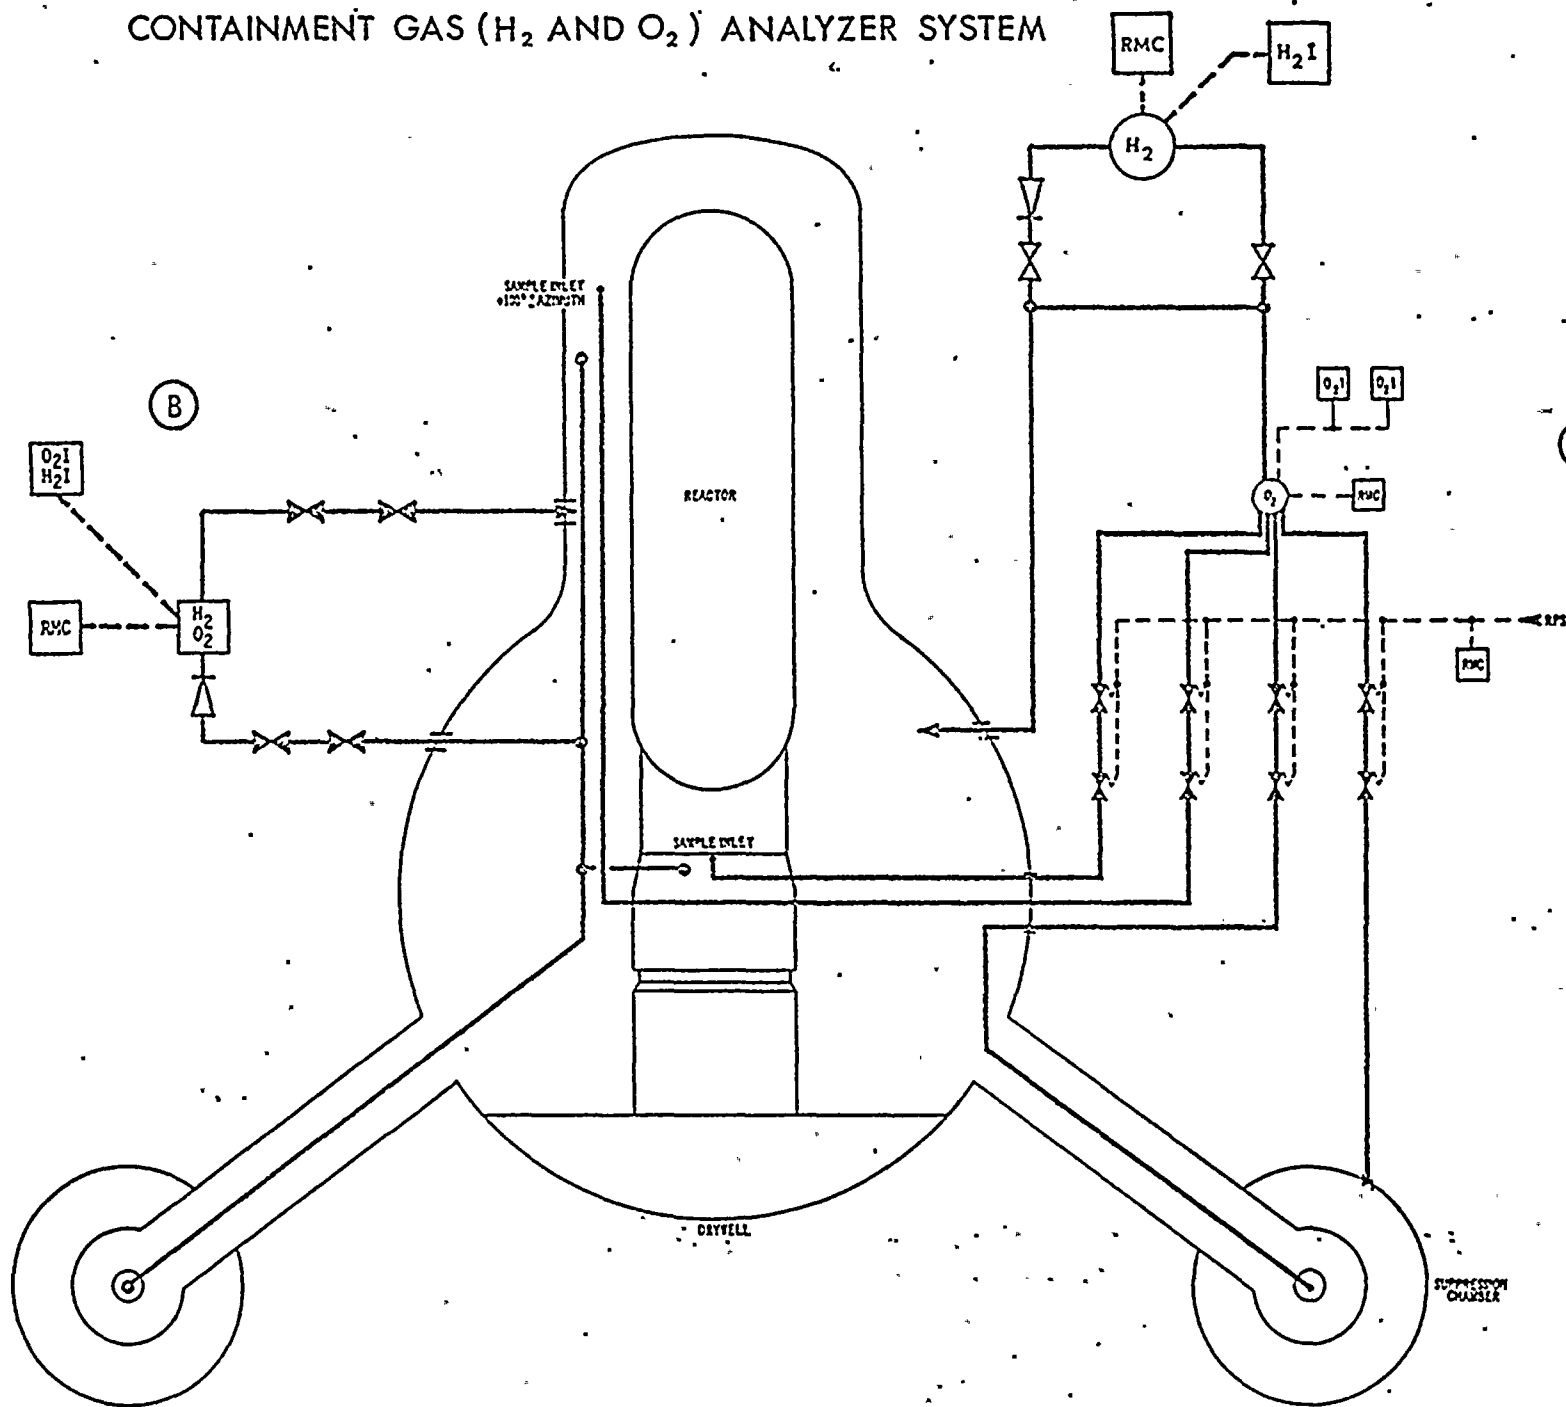 CONTAINMENT GAS (H₂ AND O₂) ANALYZER SYSTEM
RMC
H₂I
H₂
SAMPLE INLET
AZIMUTH
O₂I
O₂I
B
O₂I
H₂I
REACTOR
O₂
RMC
RMC
H₂
O₂
RPS
RMC
SAMPLE INLET
DRYWELL
SUPPRESSION
CHAMBER